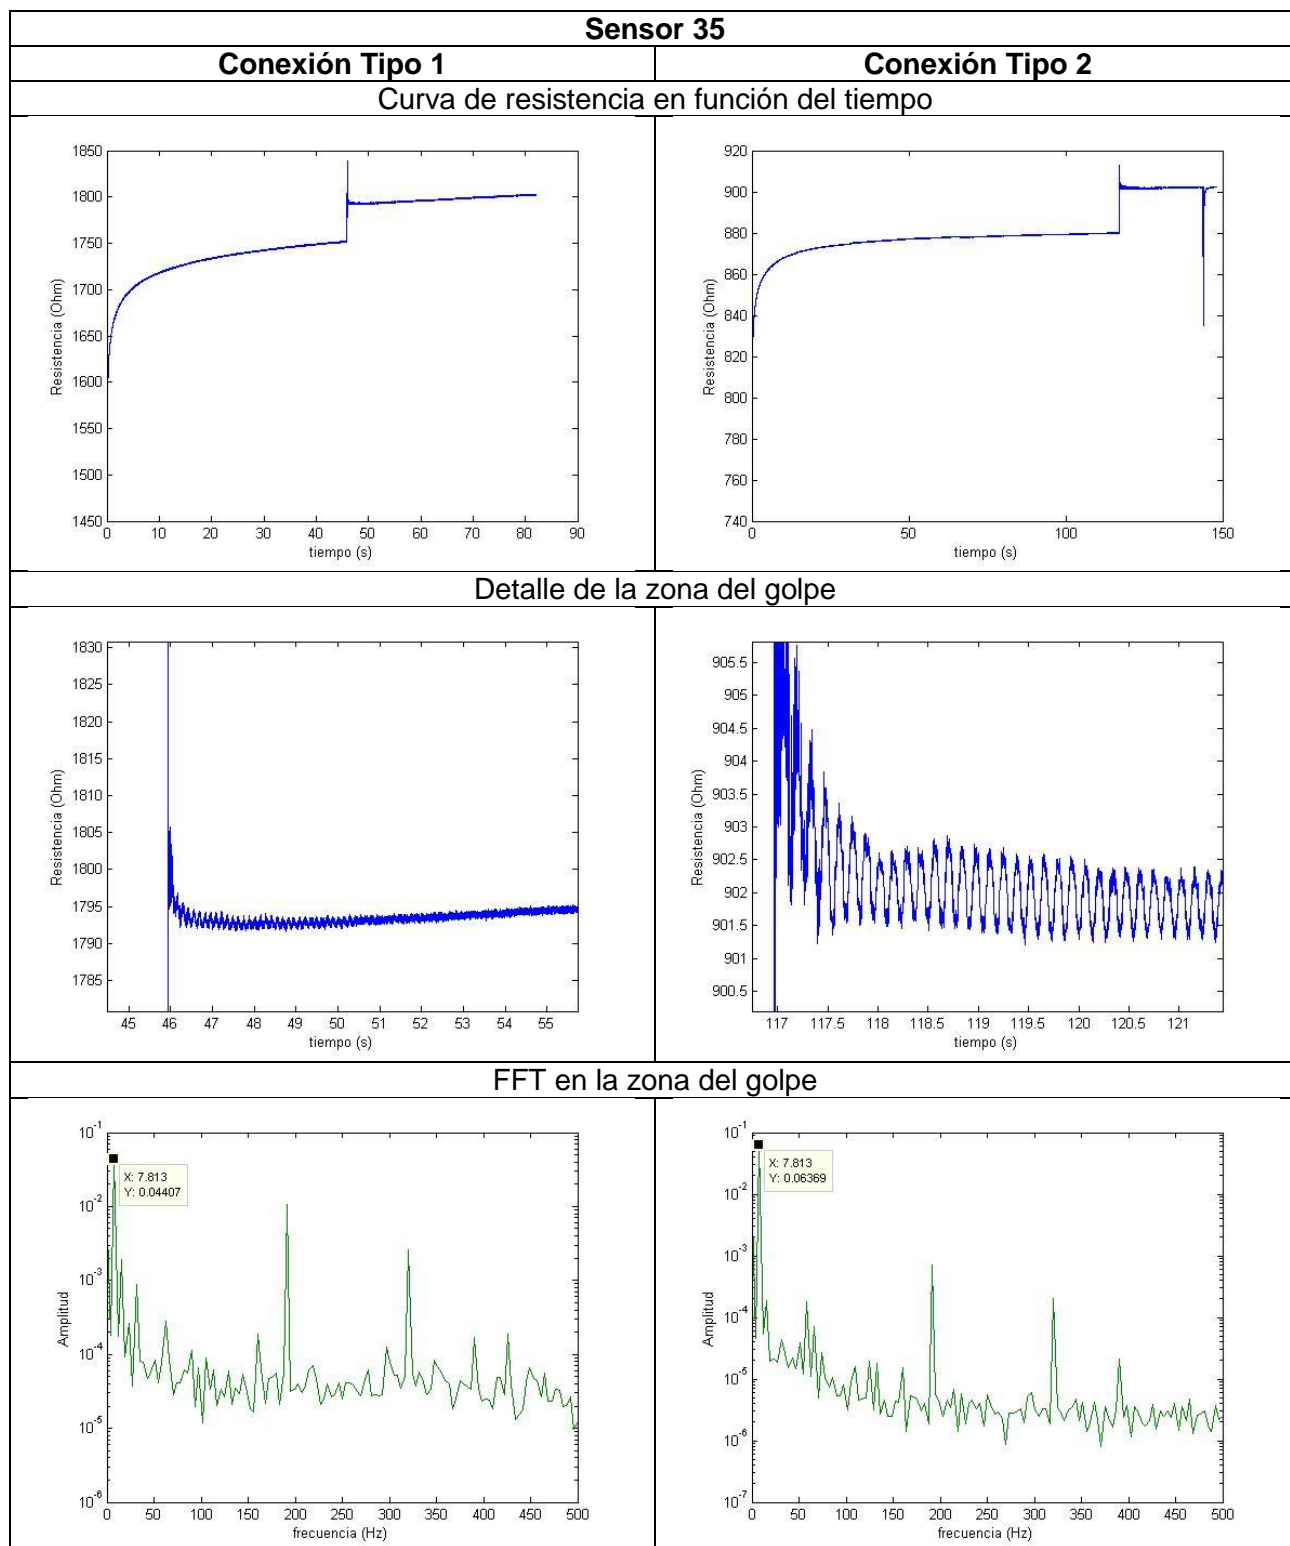 Sensor 35
Conexión Tipo 1 Conexión Tipo 2
Curva de resistencia en función del tiempo
1850
1800
1750
1700
1650
1600
1550
1500
1450
Resistencia (Ohm)
0 10 20 30 40 50 60 70 80 90
tiempo (s)
920
900
880
860
840
820
800
780
760
740
Resistencia (Ohm)
0 50 100 150
tiempo (s)
Detalle de la zona del golpe
1830
1825
1820
1815
1810
1805
1800
1795
1790
1785
Resistencia (Ohm)
45 46 47 48 49 50 51 52 53 54 55
tiempo (s)
905.5
905
904.5
904
903.5
903
902.5
902
901.5
901
900.5
Resistencia (Ohm)
117 117.5 118 118.5 119 119.5 120 120.5 121
tiempo (s)
FFT en la zona del golpe
10^-1
10^-2
10^-3
10^-4
10^-5
10^-6
Amplitud
X: 7.813
Y: 0.04407
0 50 100 150 200 250 300 350 400 450 500
frecuencia (Hz)
10^-1
10^-2
10^-3
10^-4
10^-5
10^-6
10^-7
Amplitud
X: 7.813
Y: 0.06369
0 50 100 150 200 250 300 350 400 450 500
frecuencia (Hz)